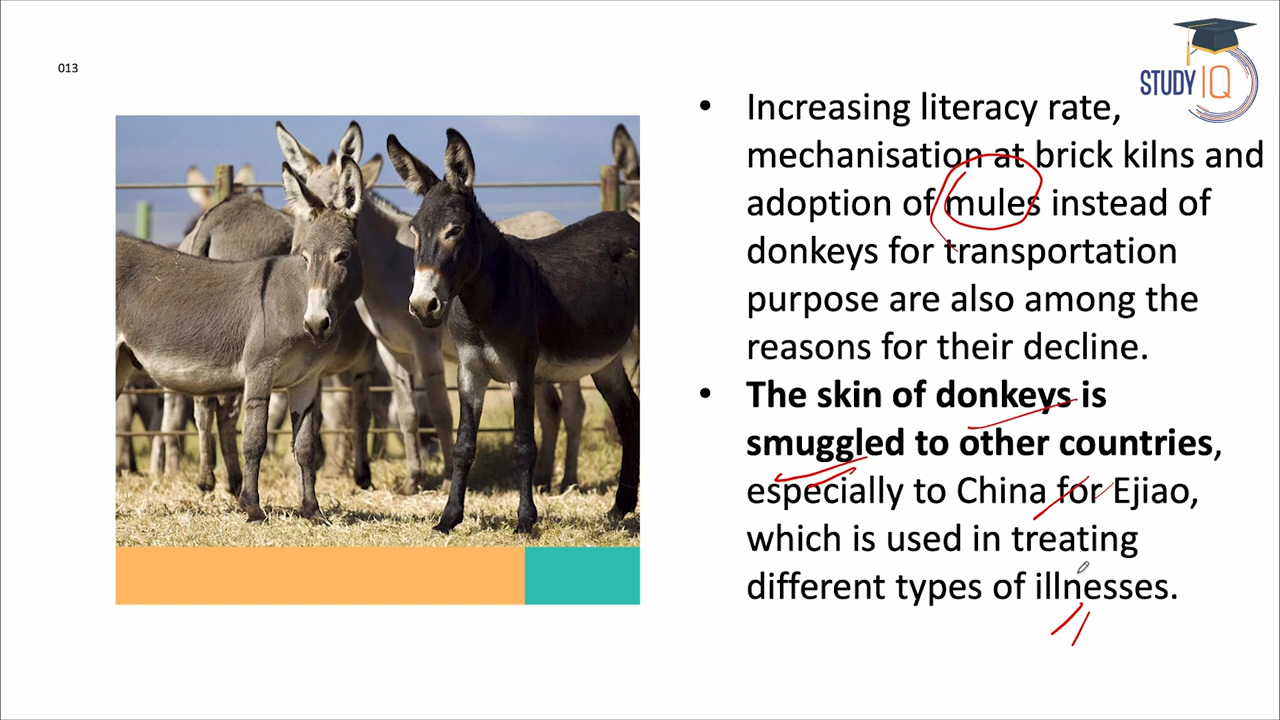 013
STUDY IQ
• Increasing literacy rate,
mechanisation at brick kilns and
adoption of mules instead of
donkeys for transportation
purpose are also among the
reasons for their decline.
• The skin of donkeys is
smuggled to other countries,
especially to China for Ejiao,
which is used in treating
different types of illnesses.